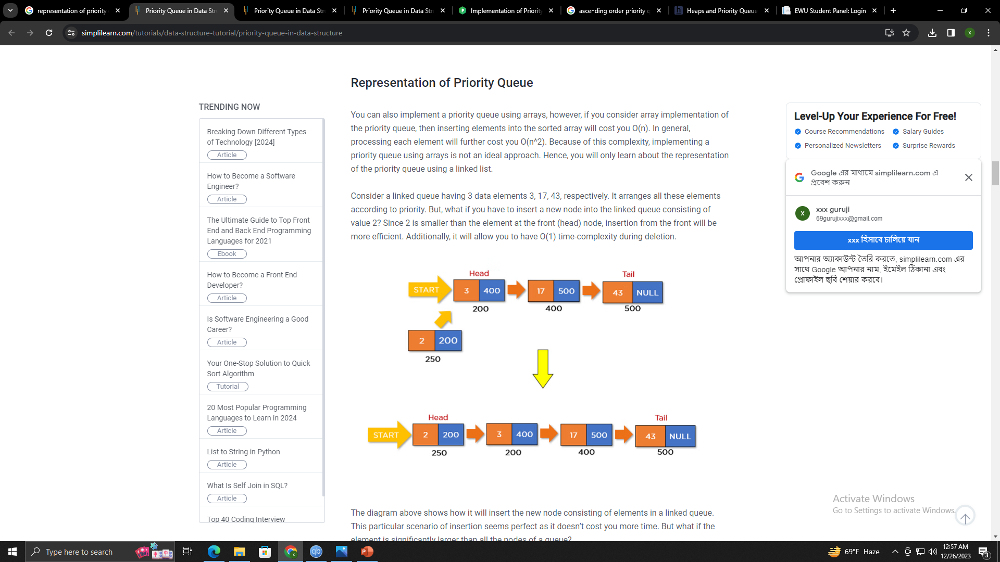 representation of priority
Priority Queue in Data Str
Priority Queue in Data Str
Priority Queue in Data Str
Implementation of Priority
ascending order priority q
Heaps and Priority Queue
EWU Student Panel: Login
simplilearn.com/tutorials/data-structure-tutorial/priority-queue-in-data-structure
x
Representation of Priority Queue
TRENDING NOW
Breaking Down Different Types
of Technology [2024]
Article
How to Become a Software
Engineer?
Article
The Ultimate Guide to Top Front
End and Back End Programming
Languages for 2021
Ebook
How to Become a Front End
Developer?
Article
Is Software Engineering a Good
Career?
Article
Your One-Stop Solution to Quick
Sort Algorithm
Tutorial
20 Most Popular Programming
Languages to Learn in 2024
Article
List to String in Python
Article
What Is Self Join in SQL?
Article
Top 40 Coding Interview
You can also implement a priority queue using arrays, however, if you consider array implementation of
the priority queue, then inserting elements into the sorted array will cost you O(n). In general,
processing each element will further cost you O(n^2). Because of this complexity, implementing a
priority queue using arrays is not an ideal approach. Hence, you will only learn about the representation
of the priority queue using a linked list.
Consider a linked queue having 3 data elements 3, 17, 43, respectively. It arranges all these elements
according to priority. But, what if you have to insert a new node into the linked queue consisting of
value 2? Since 2 is smaller than the element at the front (head) node, insertion from the front will be
more efficient. Additionally, it will allow you to have O(1) time-complexity during deletion.
Head Tail
START 3 400 17 500 43 NULL
200 400 500
2 200
250
Head Tail
START 2 200 3 400 17 500 43 NULL
250 200 400 500
The diagram above shows how it will insert the new node consisting of elements in a linked queue.
This particular scenario of insertion seems perfect as it doesn’t cost you more time. But what if the
element is significantly larger than all the nodes of a queue?
Level-Up Your Experience For Free!
Course Recommendations Salary Guides
Personalized Newsletters Surprise Rewards
Google এর মাধ্যমে simplilearn.com এ
প্রবেশ করুন
x
xxx guruji
69gurujixxx@gmail.com
xxx হিসাবে চালিয়ে যান
আপনার অ্যাকাউন্ট তৈরি করতে, simplilearn.com এর
সাথে Google আপনার নাম, ইমেইল ঠিকানা এবং
প্রোফাইল ছবি শেয়ার করবে।
Activate Windows
Go to Settings to activate Windows.
Type here to search
qb
69°F Haze
12:57 AM
12/26/2023
3